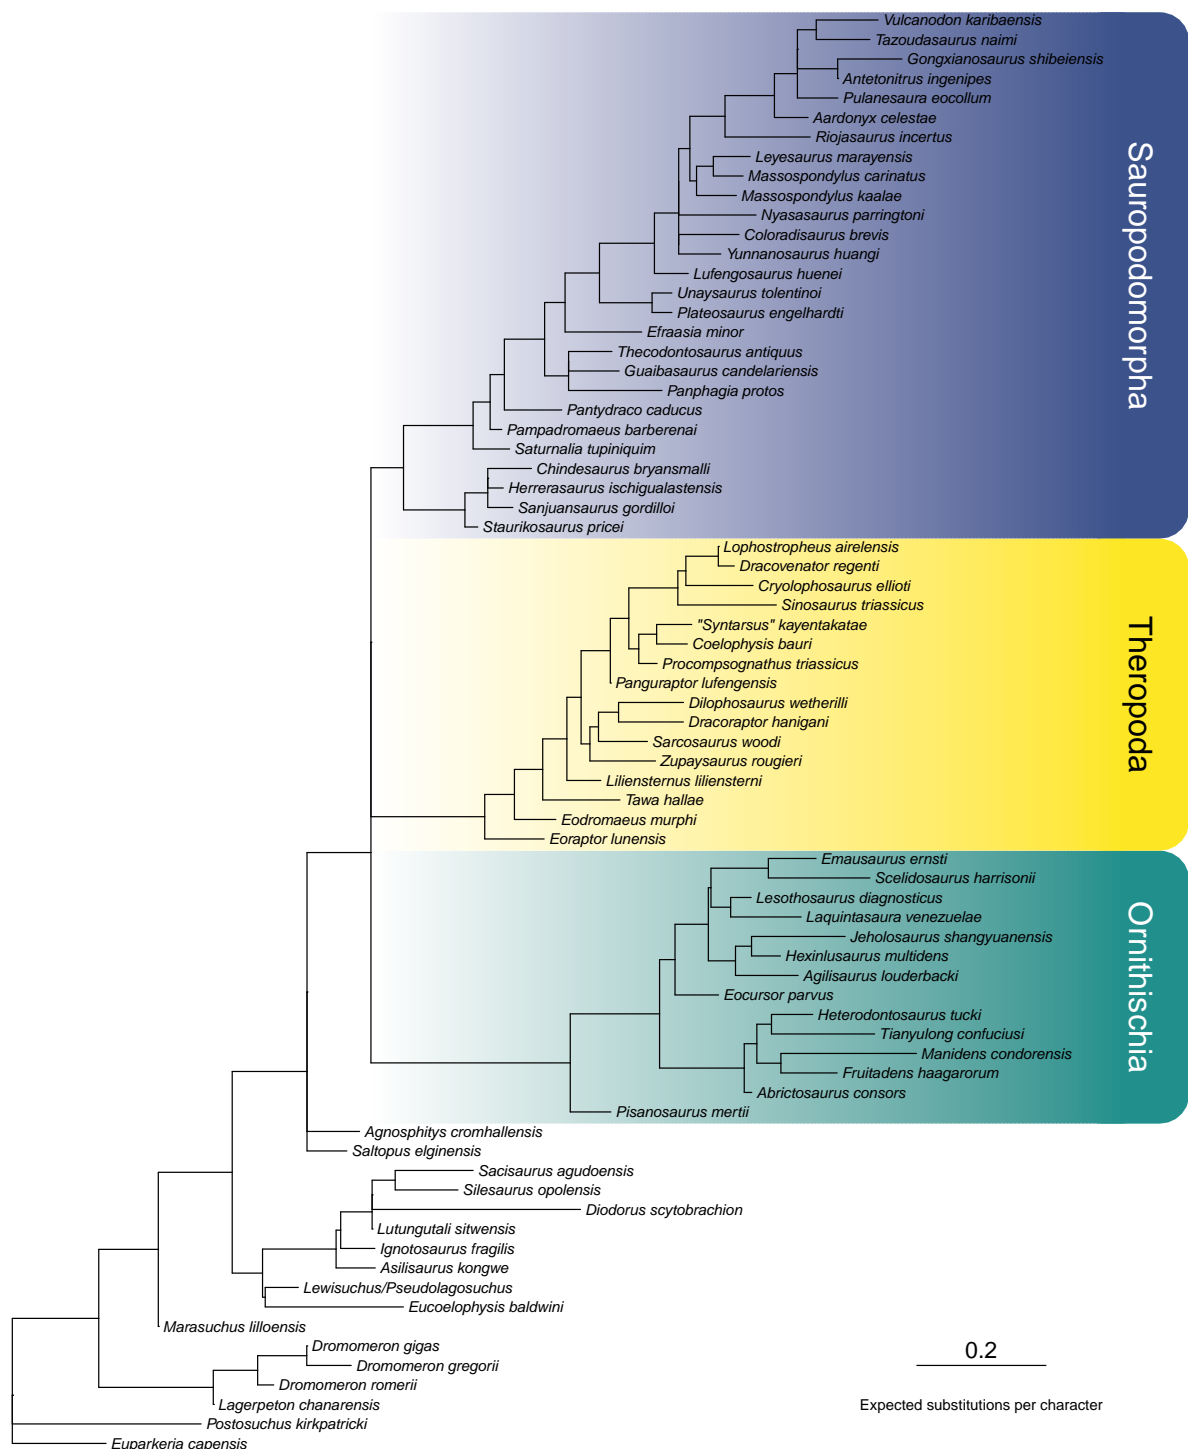 Vulcanodon karibaensis
Tazoudasaurus naimi
Gongxianosaurus shibeiensis
Antetonitrus ingenipes
Pulanesaura eocollum
Aardonyx celestae
Riojasaurus incertus
Leyesaurus marayensis
Massospondylus carinatus
Massospondylus kaalae
Nyasasaurus parringtoni
Coloradisaurus brevis
Yunnanosaurus huangi
Lufengosaurus huenei
Unaysaurus tolentinoi
Plateosaurus engelhardti
Efraasia minor
Thecodontosaurus antiquus
Guaibasaurus candelariensis
Panphagia protos
Pantydraco caducus
Pampadromaeus barberenai
Saturnalia tupiniquim
Chindesaurus bryansmalli
Herrerasaurus ischigualastensis
Sanjuansaurus gordilloi
Staurikosaurus pricei
Sauropodomorpha
Lophostropheus airelensis
Dracovenator regenti
Cryolophosaurus ellioti
Sinosaurus triassicus
"Syntarsus" kayentakatae
Coelophysis bauri
Procompsognathus triassicus
Panguraptor lufengensis
Dilophosaurus wetherilli
Dracoraptor hanigani
Sarcosaurus woodi
Zupaysaurus rougieri
Liliensternus liliensterni
Tawa hallae
Eodromaeus murphi
Eoraptor lunensis
Theropoda
Emausaurus ernsti
Scelidosaurus harrisonii
Lesothosaurus diagnosticus
Laquintasaura venezuelae
Jeholosaurus shangyuanensis
Hexinlusaurus multidens
Agilisaurus louderbacki
Eocursor parvus
Heterodontosaurus tucki
Tianyulong confuciusi
Manidens condorensis
Fruitadens haagarorum
Abrictosaurus consors
Pisanosaurus mertii
Ornithischia
Agnosphitys cromhallensis
Saltopus elginensis
Sacisaurus agudoensis
Silesaurus opolensis
Diodorus scytobrachion
Lutungutali sitwensis
Ignotosaurus fragilis
Asilisaurus kongwe
Lewisuchus/Pseudolagosuchus
Eucoelophysis baldwini
Marasuchus lilloensis
Dromomeron gigas
Dromomeron gregorii
Dromomeron romerii
Lagerpeton chanarensis
Postosuchus kirkpatricki
Euparkeria capensis
0.2
Expected substitutions per character